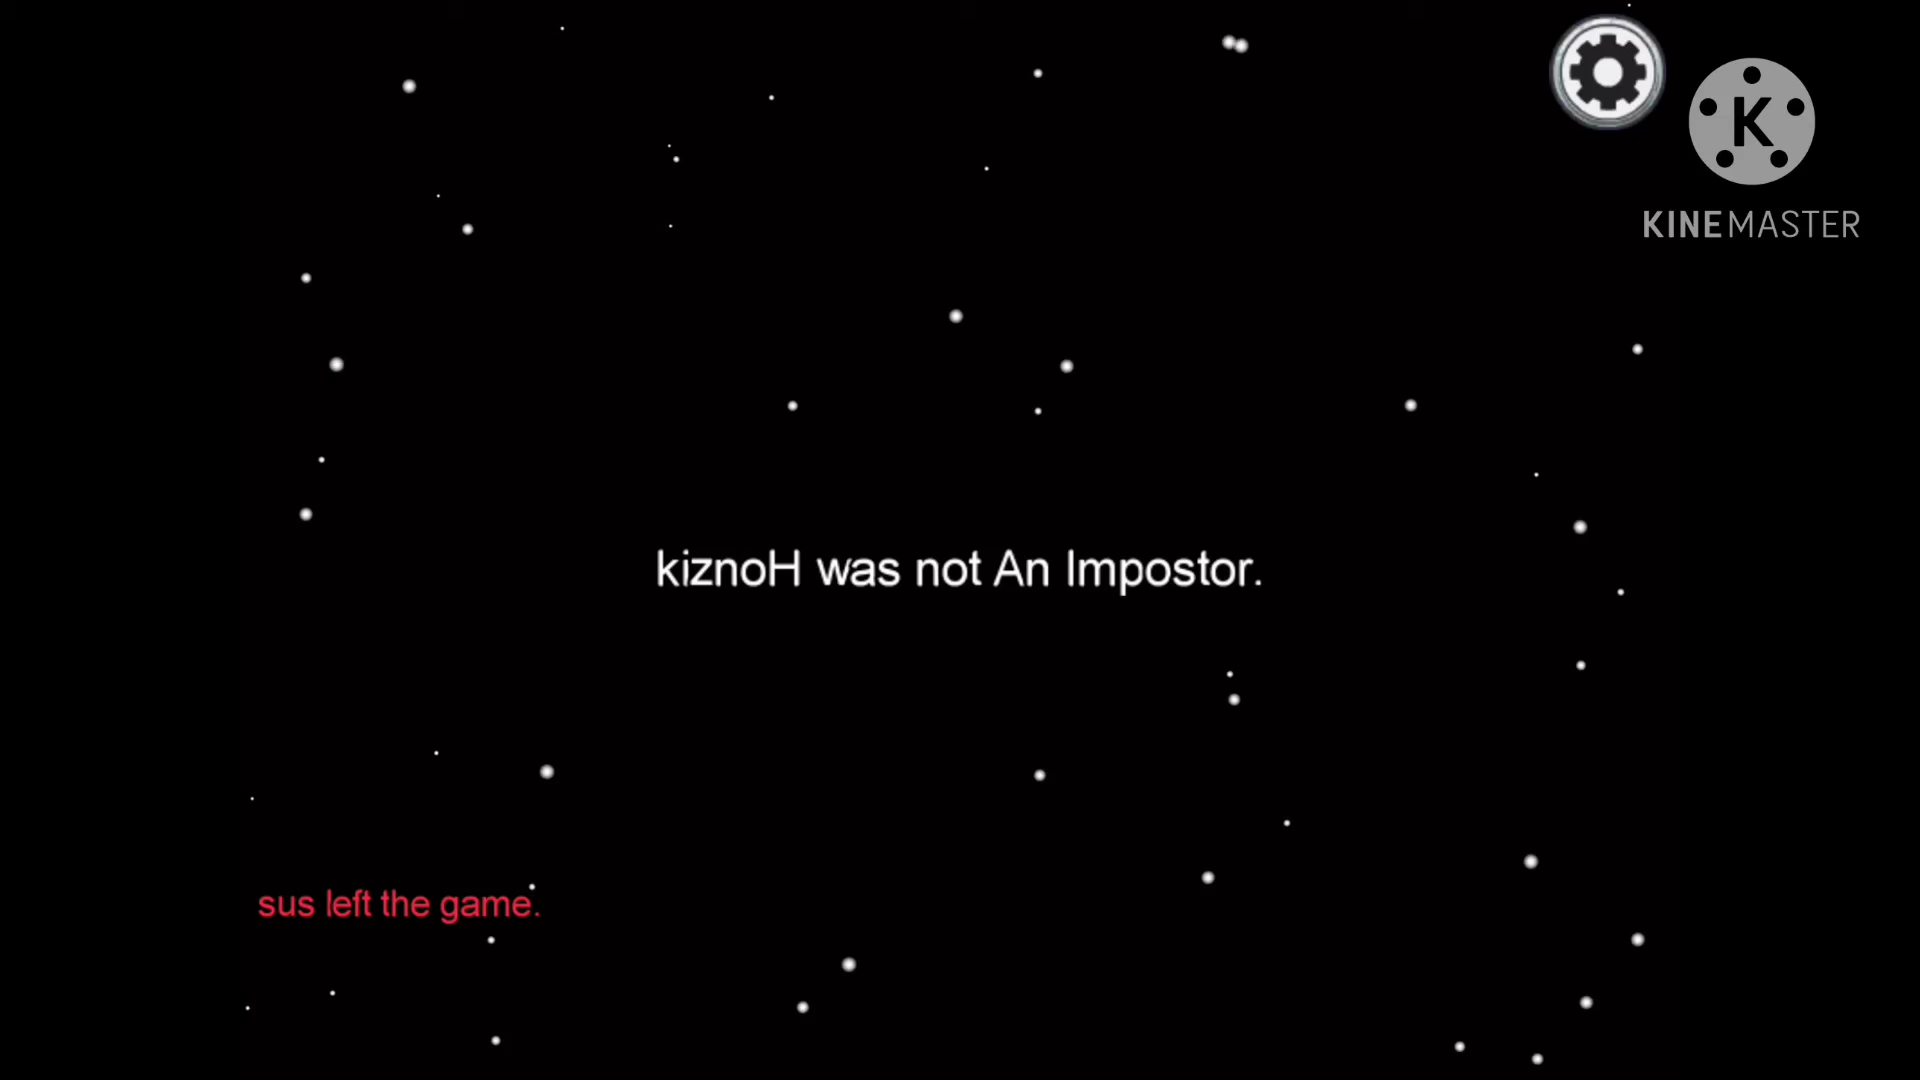 K
KINEMASTER
kiznoH was not An Impostor.
sus left the game.